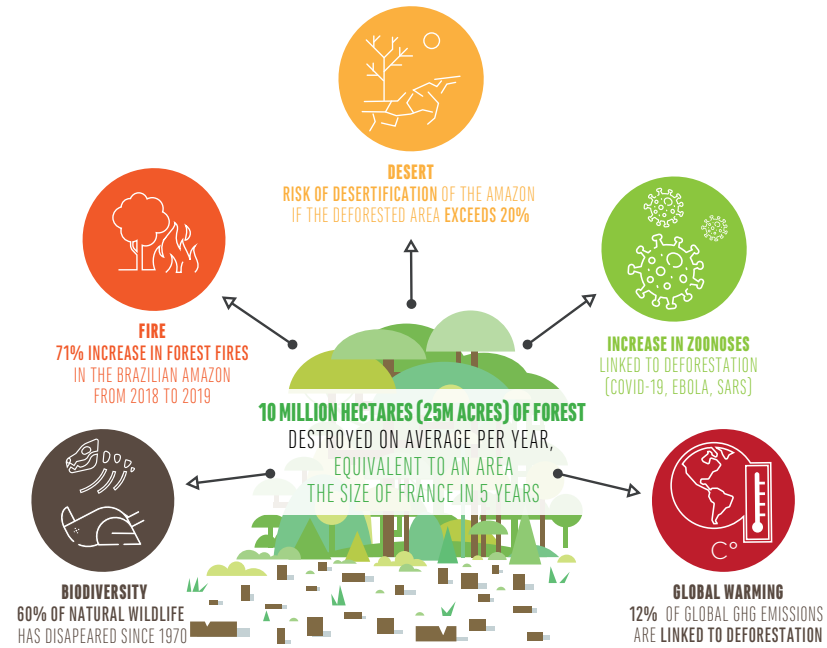 DESERT
RISK OF DESERTIFICATION OF THE AMAZON
IF THE DEFORESTED AREA EXCEEDS 20%
FIRE
71% INCREASE IN FOREST FIRES
IN THE BRAZILIAN AMAZON
FROM 2018 TO 2019
INCREASE IN ZOONOSES
LINKED TO DEFORESTATION
(COVID-19, EBOLA, SARS)
10 MILLION HECTARES (25M ACRES) OF FOREST
DESTROYED ON AVERAGE PER YEAR,
EQUIVALENT TO AN AREA
THE SIZE OF FRANCE IN 5 YEARS
BIODIVERSITY
60% OF NATURAL WILDLIFE
HAS DISAPEARED SINCE 1970
C°
GLOBAL WARMING
12% OF GLOBAL GHG EMISSIONS
ARE LINKED TO DEFORESTATION